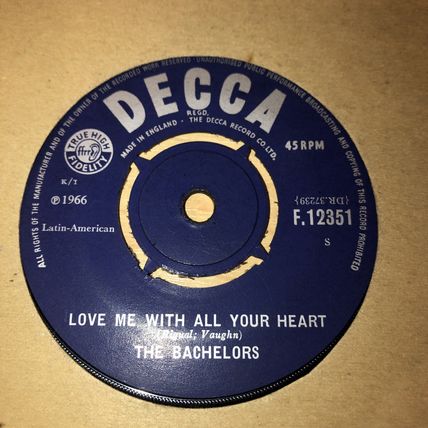 ALL RIGHTS OF THE MANUFACTURER AND OF THE OWNER OF THE RECORDED WORK RESERVED · UNAUTHORISED PUBLIC PERFORMANCE BROADCASTING AND COPYING OF THIS RECORD PROHIBITED
DECCA
REGD.
MADE IN ENGLAND · THE DECCA RECORD CO LTD.
TRUE HIGH
ffrr
FIDELITY
45 RPM
K/T
℗ 1966
{DR.37239}
F.12351
Latin-American
S
LOVE ME WITH ALL YOUR HEART
(Rigual; Vaughn)
THE BACHELORS